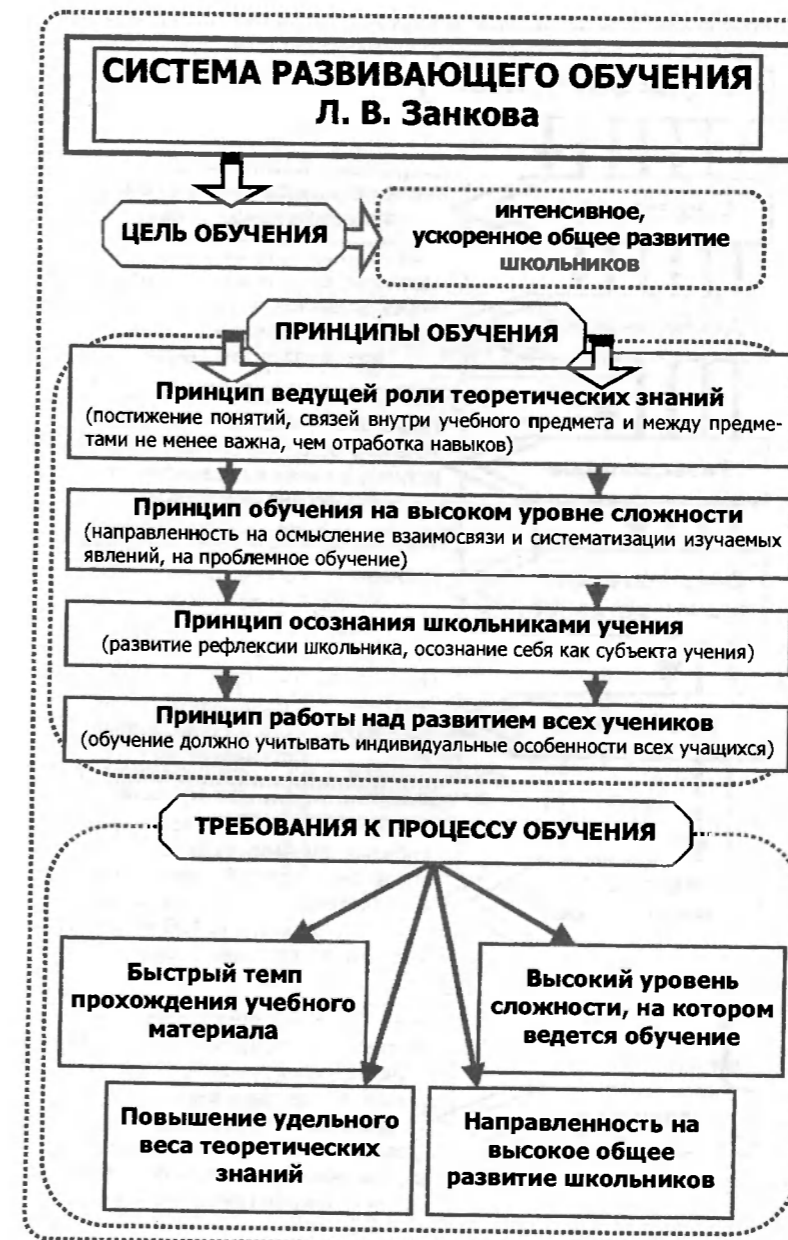 СИСТЕМА РАЗВИВАЮЩЕГО ОБУЧЕНИЯ
Л. В. Занкова
ЦЕЛЬ ОБУЧЕНИЯ
интенсивное,
ускоренное общее развитие
школьников
ПРИНЦИПЫ ОБУЧЕНИЯ
Принцип ведущей роли теоретических знаний
(постижение понятий, связей внутри учебного предмета и между предме-
тами не менее важна, чем отработка навыков)
Принцип обучения на высоком уровне сложности
(направленность на осмысление взаимосвязи и систематизации изучаемых
явлений, на проблемное обучение)
Принцип осознания школьниками учения
(развитие рефлексии школьника, осознание себя как субъекта учения)
Принцип работы над развитием всех учеников
(обучение должно учитывать индивидуальные особенности всех учащихся)
ТРЕБОВАНИЯ К ПРОЦЕССУ ОБУЧЕНИЯ
Быстрый темп
прохождения учебного
материала
Высокий уровень
сложности, на котором
ведется обучение
Повышение удельного
веса теоретических
знаний
Направленность на
высокое общее
развитие школьников